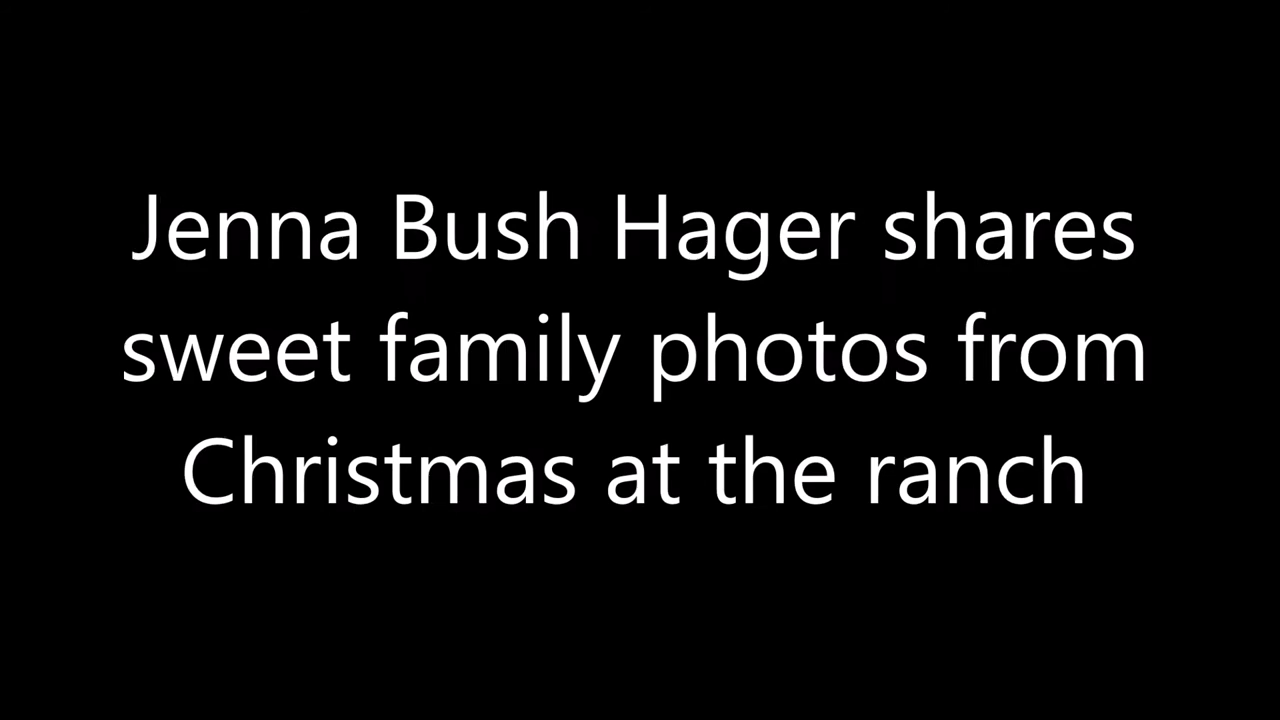 Jenna Bush Hager shares
sweet family photos from
Christmas at the ranch